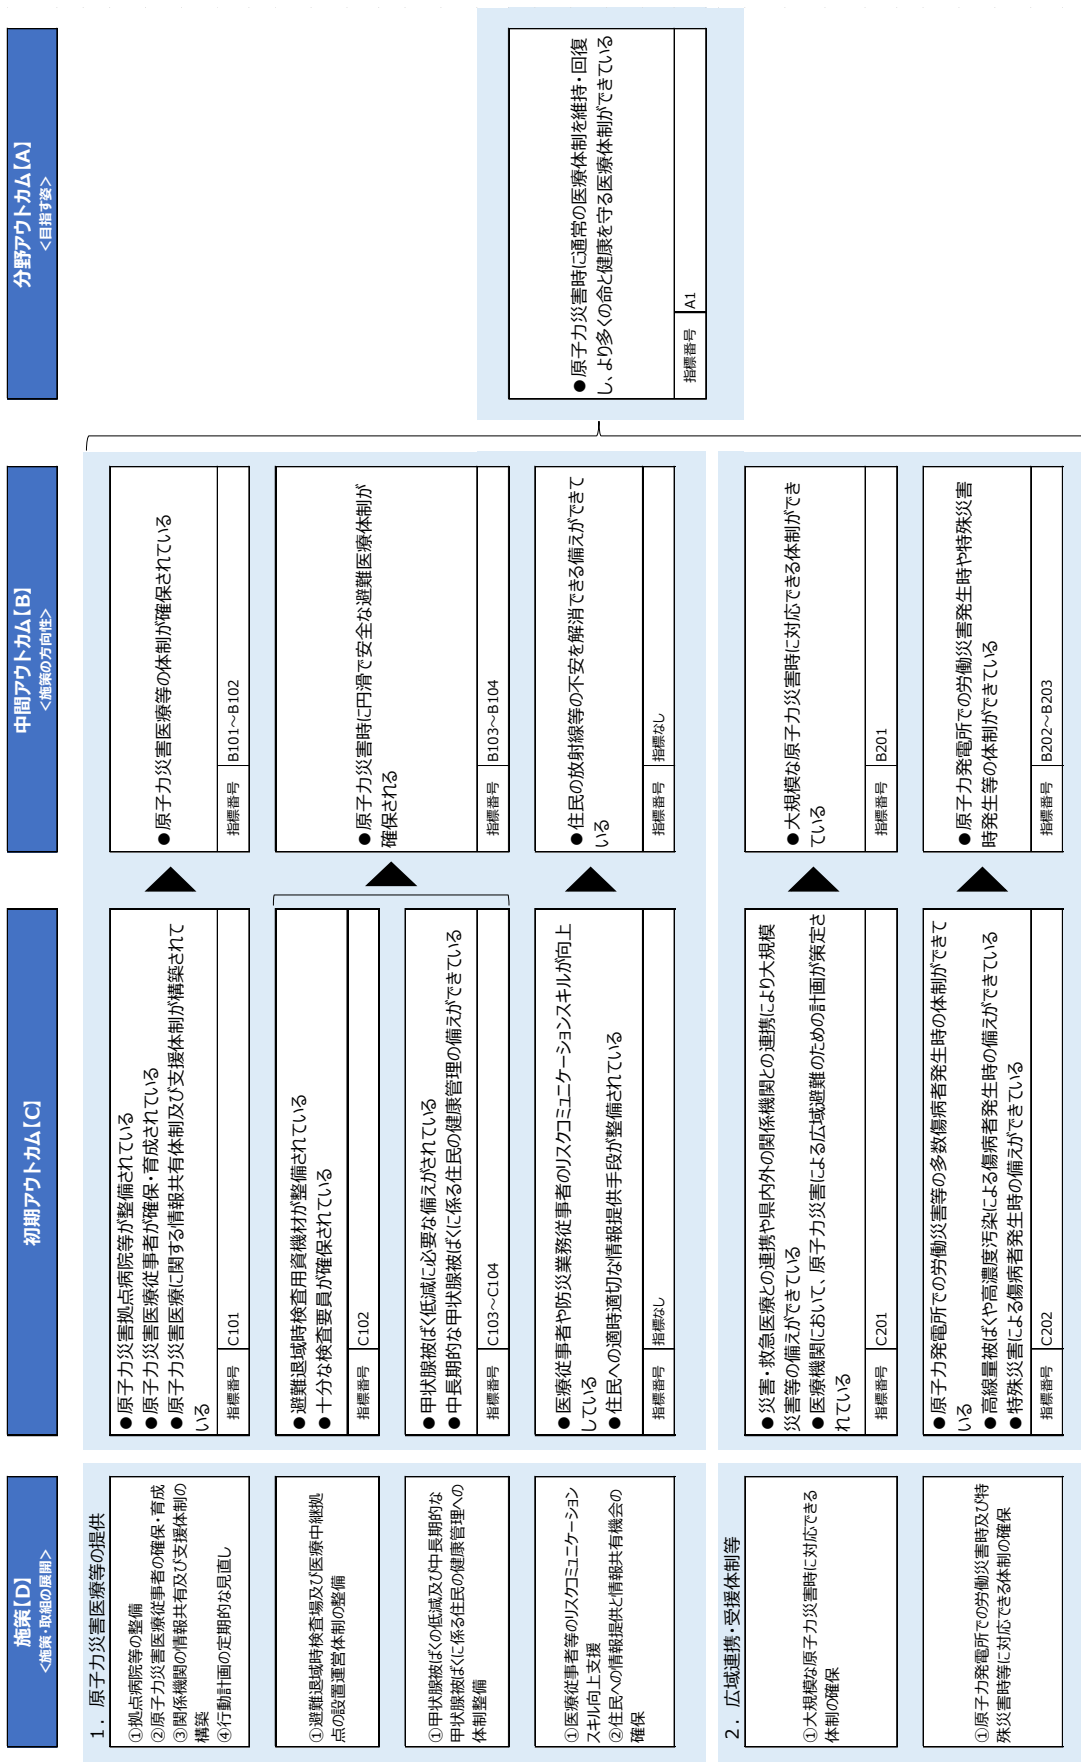 施策【D】
<施策・取組の展開>
初期アウトカム【C】
中間アウトカム【B】
<施策の方向性>
分野アウトカム【A】
<目指す姿>
1．原子力災害医療等の提供
①拠点病院等の整備
②原子力災害医療従事者の確保・育成
③関係機関の情報共有及び支援体制の
構築
④行動計画の定期的な見直し
●原子力災害拠点病院等が整備されている
●原子力災害医療従事者が確保・育成されている
●原子力災害医療に関する情報共有体制及び支援体制が構築されて
いる
指標番号 C101
●原子力災害医療等の体制が確保されている
指標番号 B101～B102
①避難退域時検査場及び医療中継拠
点の設置運営体制の整備
●避難退域時検査用資機材が整備されている
●十分な検査要員が確保されている
指標番号 C102
①甲状腺被ばくの低減及び中長期的な
甲状腺被ばくに係る住民の健康管理への
体制整備
●甲状腺被ばく低減に必要な備えがされている
●中長期的な甲状腺被ばくに係る住民の健康管理の備えができている
指標番号 C103～C104
●原子力災害時に円滑で安全な避難医療体制が
確保される
指標番号 B103～B104
①医療従事者等のリスクコミュニケーション
スキル向上支援
②住民への情報提供と情報共有機会の
確保
●医療従事者や防災業務従事者のリスクコミュニケーションスキルが向上
している
●住民への適時適切な情報提供手段が整備されている
指標番号 指標なし
●住民の放射線等の不安を解消できる備えができて
いる
指標番号 指標なし
2．広域連携・受援体制等
①大規模な原子力災害時に対応できる
体制の確保
●災害・救急医療との連携や県内外の関係機関との連携により大規模
災害等の備えができている
●医療機関において、原子力災害による広域避難のための計画が策定さ
れている
指標番号 C201
●大規模な原子力災害時に対応できる体制ができ
ている
指標番号 B201
①原子力発電所での労働災害時及び特
殊災害時等に対応できる体制の確保
●原子力発電所での労働災害等の多数傷病者発生時の体制ができて
いる
●高線量被ばくや高濃度汚染による傷病者発生時の備えができている
●特殊災害による傷病者発生時の備えができている
指標番号 C202
●原子力発電所での労働災害発生時や特殊災害
時発生等の体制ができている
指標番号 B202～B203
●原子力災害時に通常の医療体制を維持・回復
し、より多くの命と健康を守る医療体制ができている
指標番号 A1